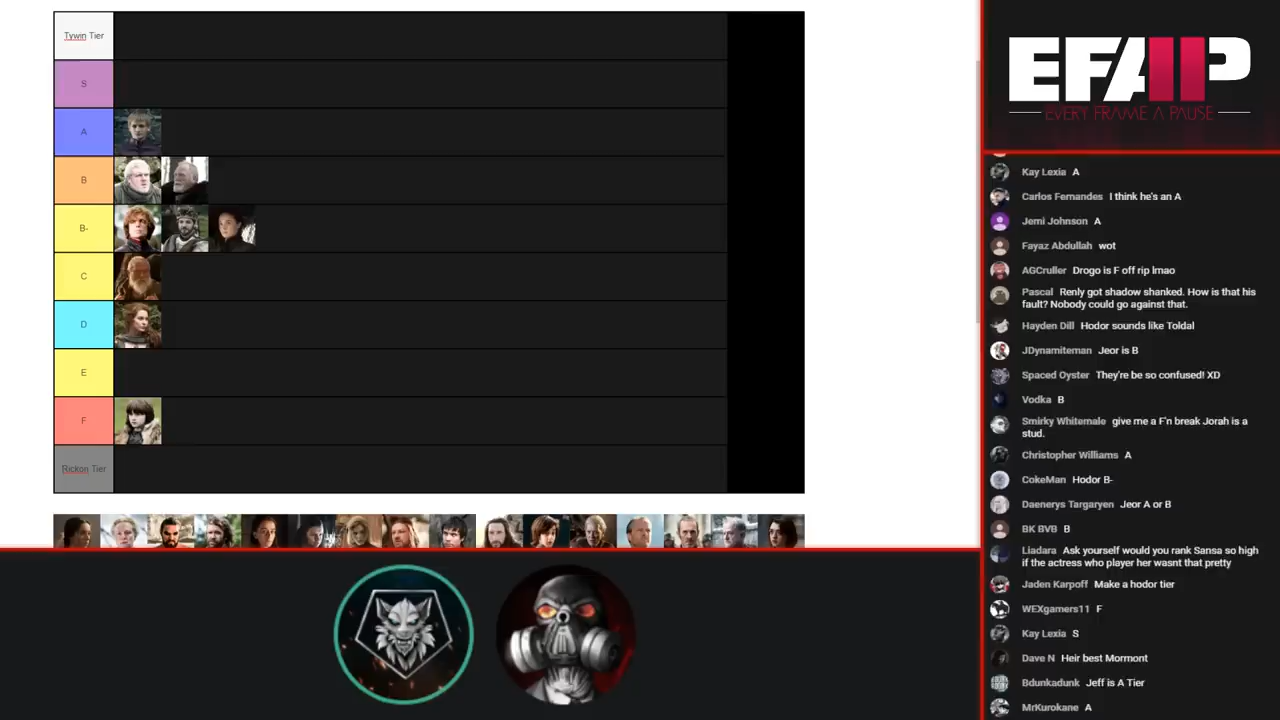 Tywin Tier
S
A
B
B-
C
D
E
F
Rickon Tier
EFAP
EVERY FRAME A PAUSE
Kay Lexia A
Carlos Fernandes I think he's an A
Jemi Johnson A
Fayaz Abdullah wot
AGCruller Drogo is F off rip lmao
Pascal Renly got shadow shanked. How is that his
fault? Nobody could go against that.
Hayden Dill Hodor sounds like Toldal
JDynamiteman Jeor is B
Spaced Oyster They're be so confused! XD
Vodka B
Smirky Whitemale give me a F'n break Jorah is a
stud.
Christopher Williams A
CokeMan Hodor B-
Daenerys Targaryen Jeor A or B
BK BVB B
Liadara Ask yourself would you rank Sansa so high
if the actress who player her wasnt that pretty
Jaden Karpoff Make a hodor tier
WEXgamers11 F
Kay Lexia S
Dave N Heir best Mormont
Bdunkadunk Jeff is A Tier
MrKurokane A